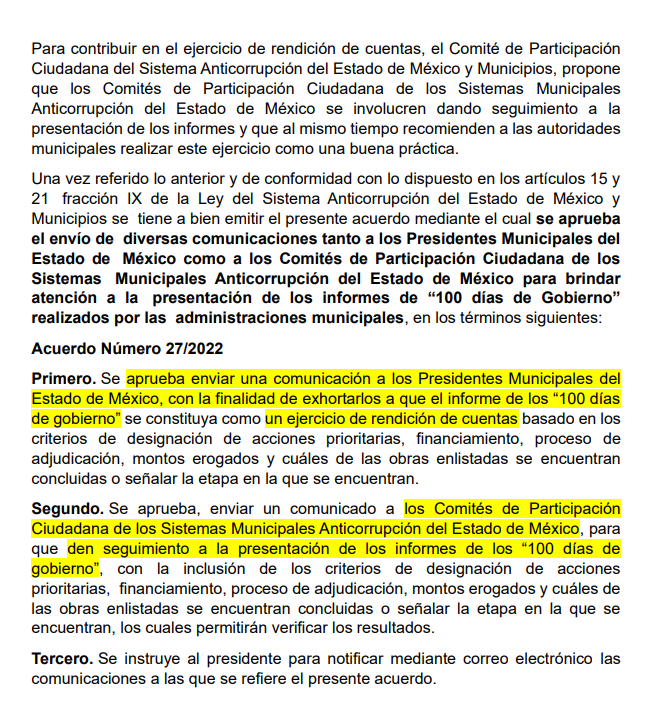 Para contribuir en el ejercicio de rendición de cuentas, el Comité de Participación
Ciudadana del Sistema Anticorrupción del Estado de México y Municipios, propone
que los Comités de Participación Ciudadana de los Sistemas Municipales
Anticorrupción del Estado de México se involucren dando seguimiento a la
presentación de los informes y que al mismo tiempo recomienden a las autoridades
municipales realizar este ejercicio como una buena práctica.
Una vez referido lo anterior y de conformidad con lo dispuesto en los artículos 15 y
21 fracción IX de la Ley del Sistema Anticorrupción del Estado de México y
Municipios se tiene a bien emitir el presente acuerdo mediante el cual se aprueba
el envío de diversas comunicaciones tanto a los Presidentes Municipales del
Estado de México como a los Comités de Participación Ciudadana de los
Sistemas Municipales Anticorrupción del Estado de México para brindar
atención a la presentación de los informes de “100 días de Gobierno”
realizados por las administraciones municipales, en los términos siguientes:
Acuerdo Número 27/2022
Primero. Se aprueba enviar una comunicación a los Presidentes Municipales del
Estado de México, con la finalidad de exhortarlos a que el informe de los “100 días
de gobierno” se constituya como un ejercicio de rendición de cuentas basado en los
criterios de designación de acciones prioritarias, financiamiento, proceso de
adjudicación, montos erogados y cuáles de las obras enlistadas se encuentran
concluidas o señalar la etapa en la que se encuentran.
Segundo. Se aprueba, enviar un comunicado a los Comités de Participación
Ciudadana de los Sistemas Municipales Anticorrupción del Estado de México, para
que den seguimiento a la presentación de los informes de los “100 días de
gobierno”, con la inclusión de los criterios de designación de acciones
prioritarias, financiamiento, proceso de adjudicación, montos erogados y cuáles de
las obras enlistadas se encuentran concluidas o señalar la etapa en la que se
encuentran, los cuales permitirán verificar los resultados.
Tercero. Se instruye al presidente para notificar mediante correo electrónico las
comunicaciones a las que se refiere el presente acuerdo.